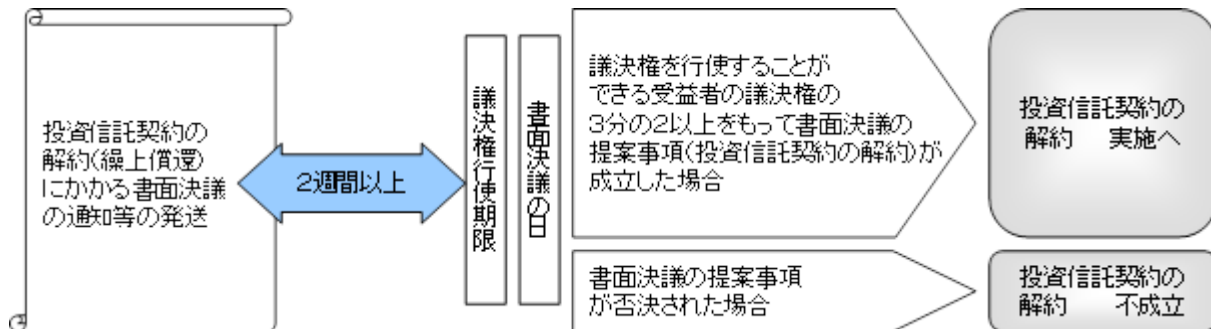 投資信託契約の
解約(繰上償還)
にかかる書面決議
の通知等の発送
2週間以上
議決権行使期限
書面決議の日
議決権を行使することが
できる受益者の議決権の
3分の2以上をもって書面決議の
提案事項(投資信託契約の解約)が
成立した場合
投資信託契約の
解約　実施へ
書面決議の提案事項
が否決された場合
投資信託契約の
解約　不成立